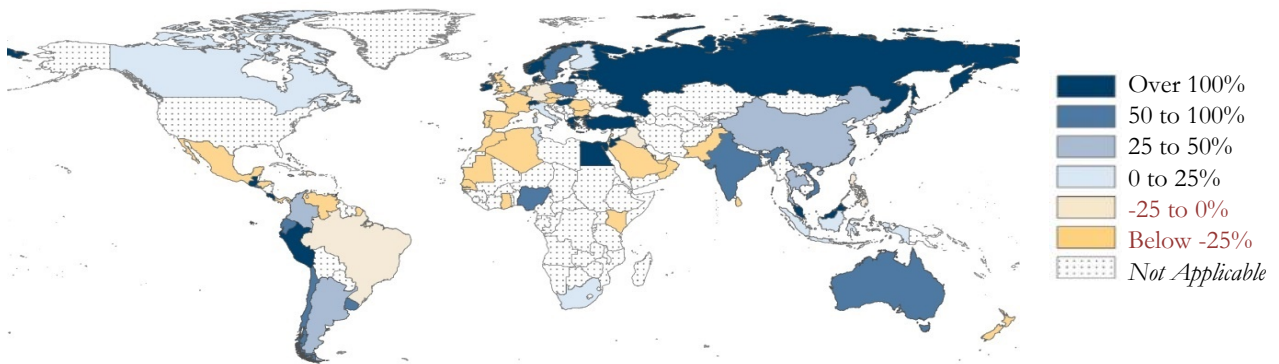 Over 100%
50 to 100%
25 to 50%
0 to 25%
-25 to 0%
Below -25%
Not Applicable